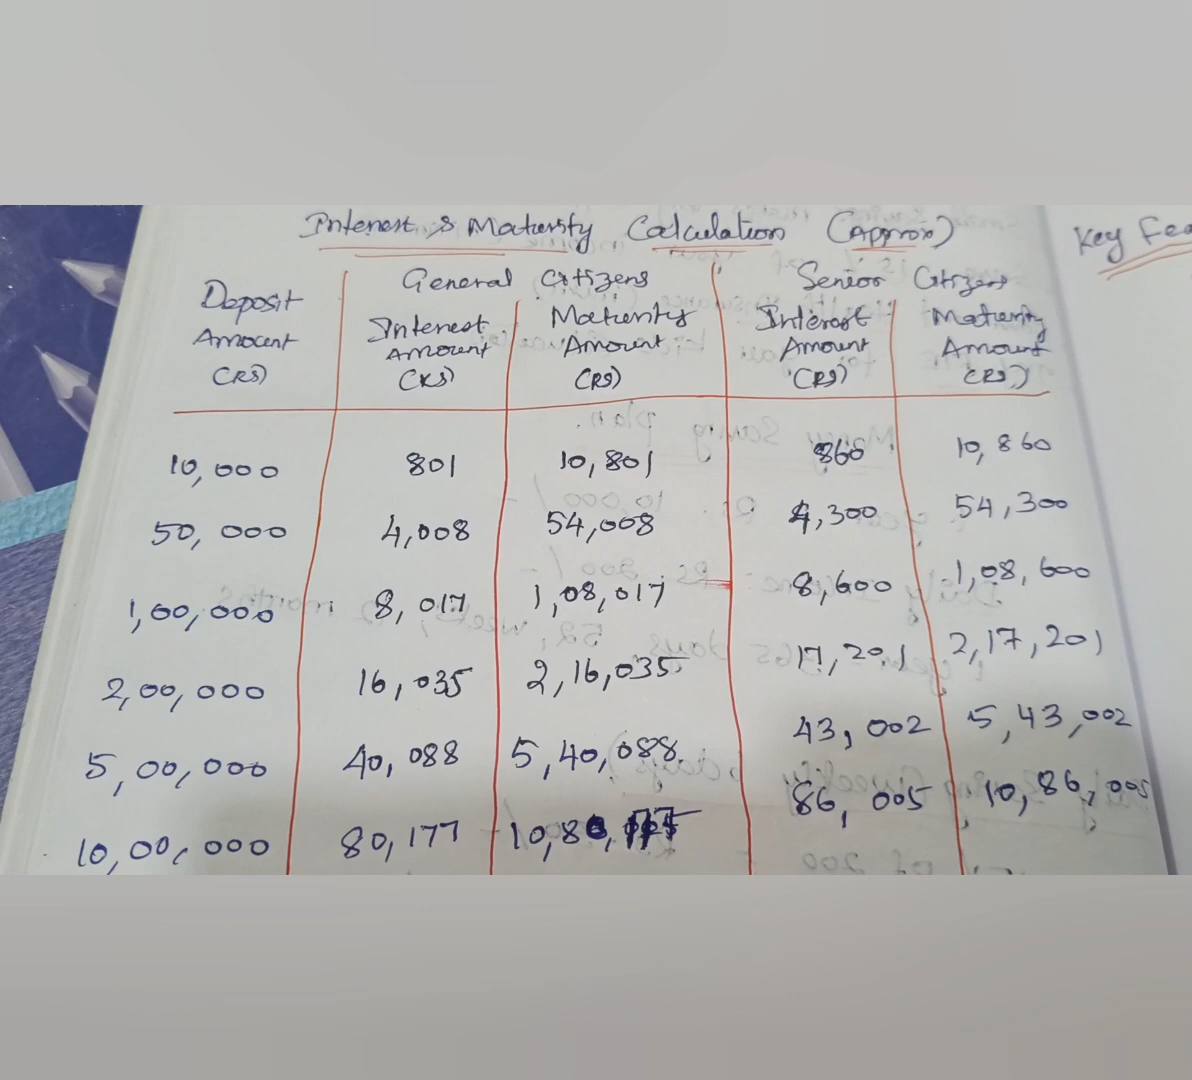 Interest & Maturity Calculation (Approx)
Key Fea
Deposit Amount (RS)
General Citizens
Senior Citizens
Interest Amount (RS)
Maturity Amount (RS)
Interest Amount (RS)
Maturity Amount (RS)
10,000 801 10,801 860 10,860
50,000 4,008 54,008 4,300 54,300
1,00,000 8,017 1,08,017 8,600 1,08,600
2,00,000 16,035 2,16,035 17,201 2,17,201
5,00,000 40,088 5,40,088 43,002 5,43,002
10,00,000 80,177 10,80,177 86,005 10,86,005